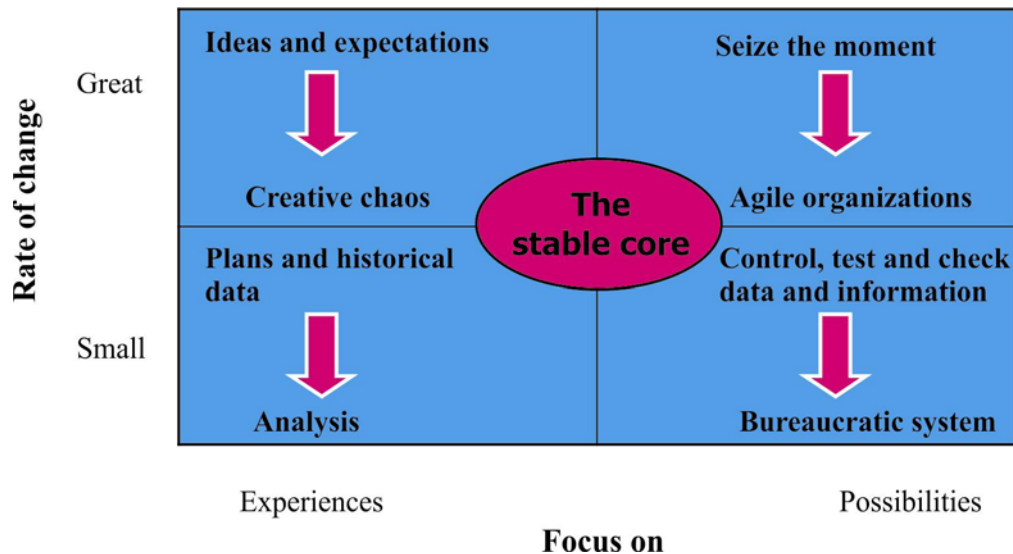 Rate of change
Great
Small
Ideas and expectations
Creative chaos
Seize the moment
Agile organizations
The
stable core
Plans and historical
data
Analysis
Control, test and check
data and information
Bureaucratic system
Experiences
Possibilities
Focus on